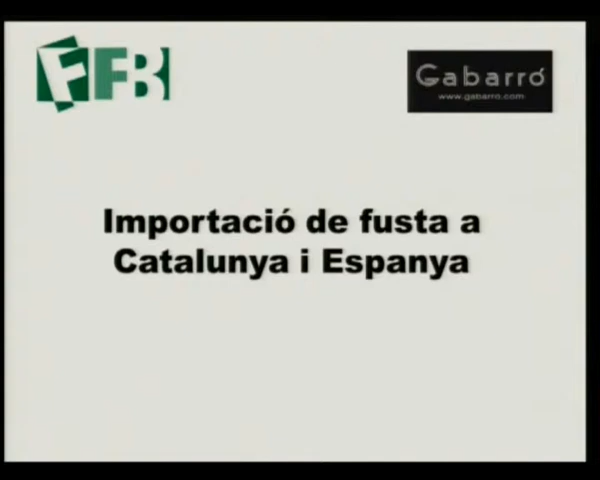 FFB
Gabarró
www.gabarro.com
Importació de fusta a
Catalunya i Espanya